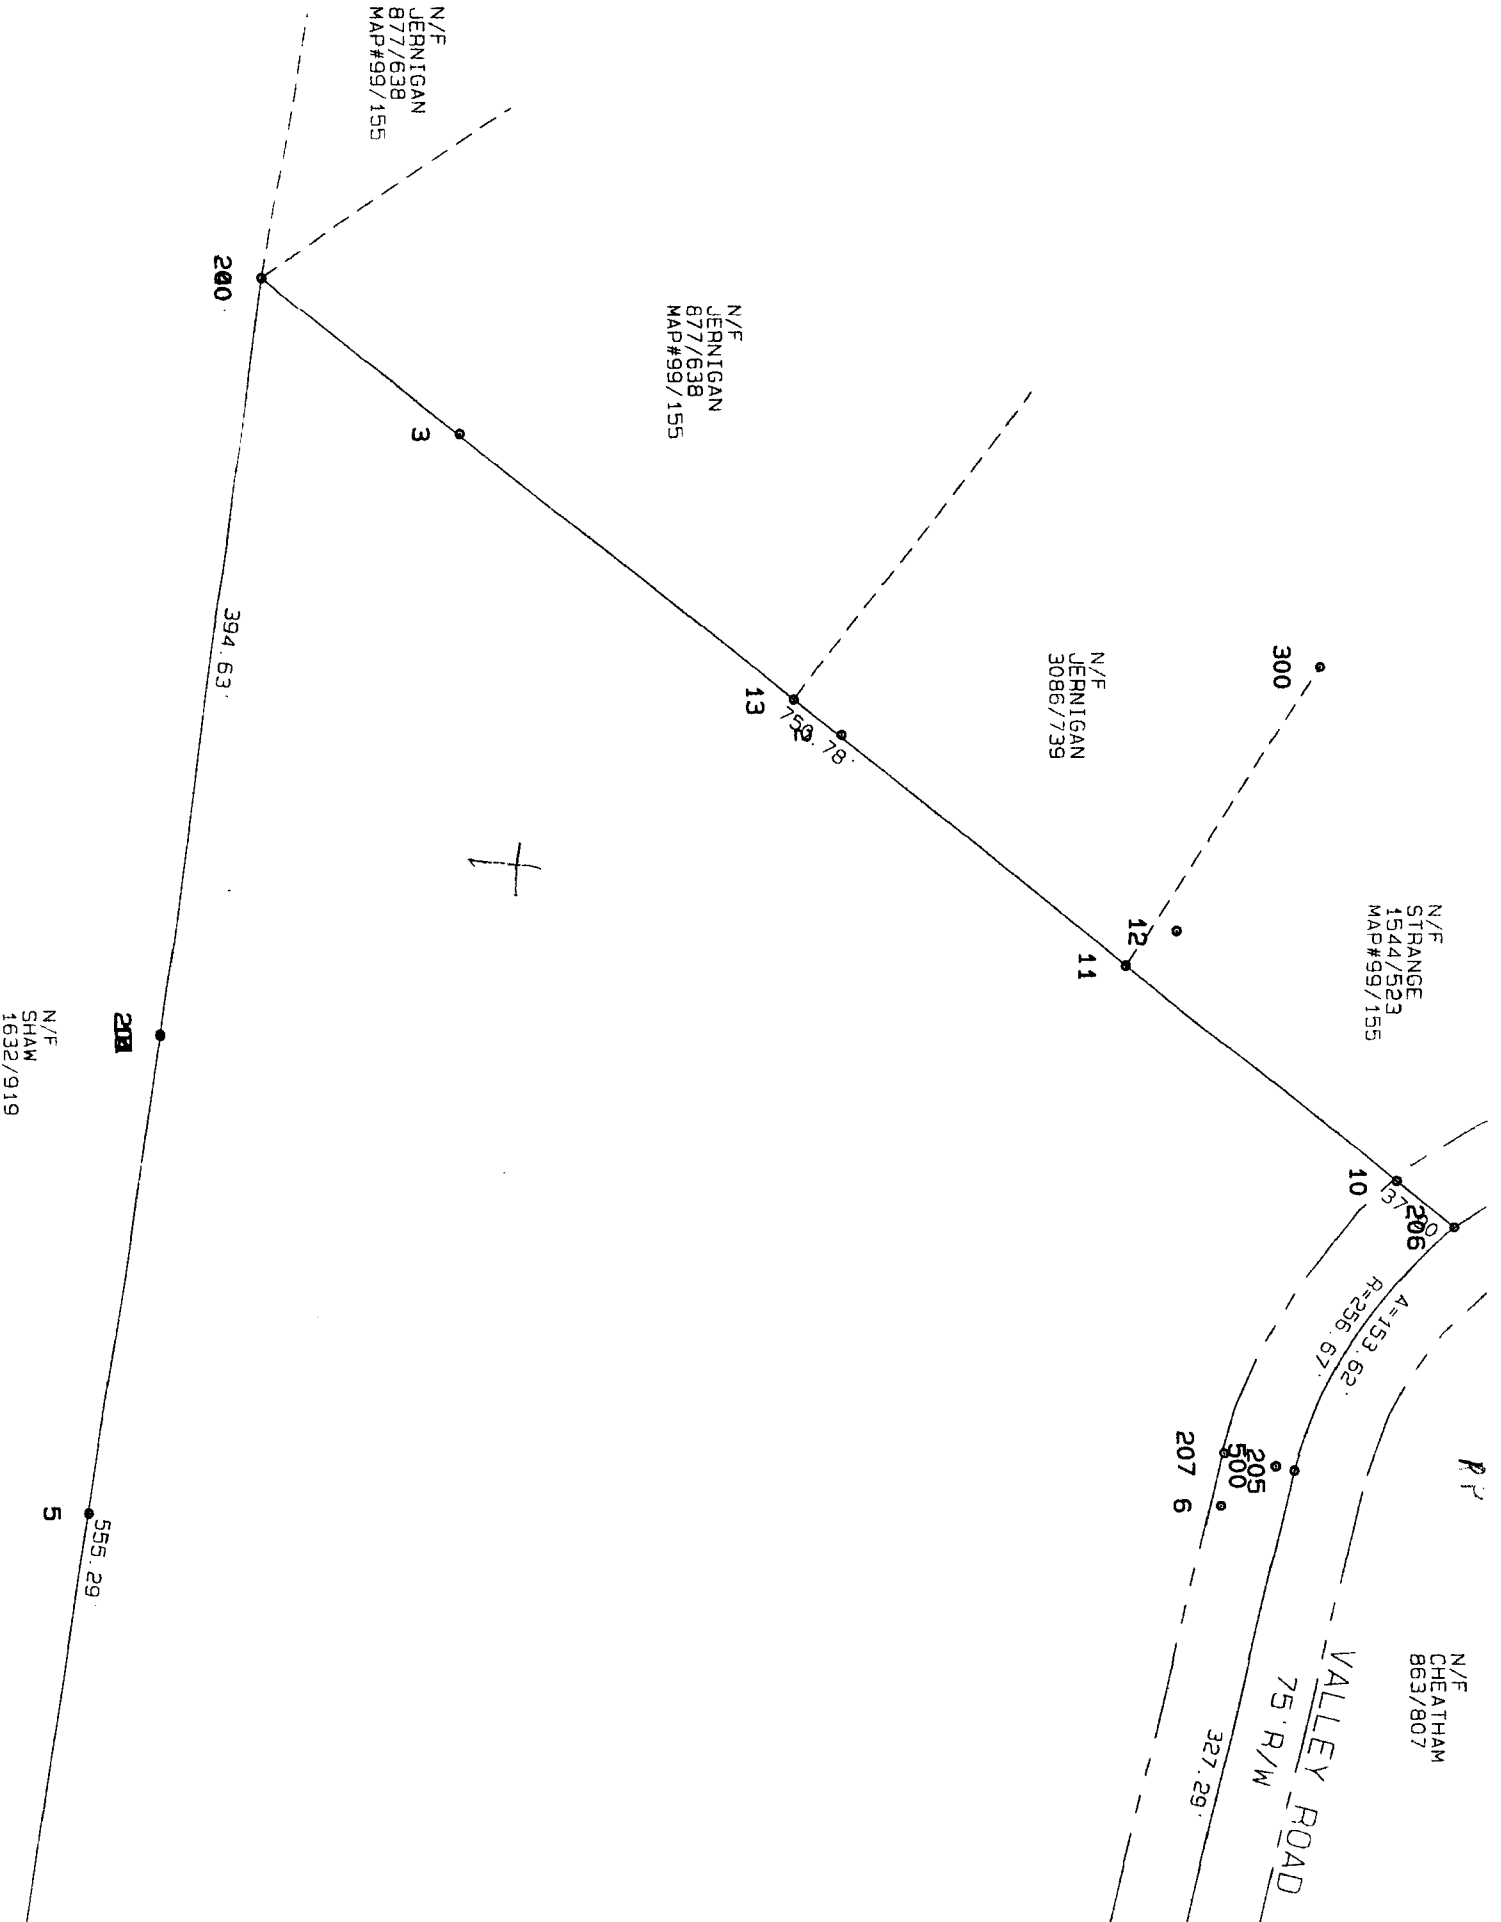 N/F
JERNIGAN
877/638
MAP#99/155
N/F
JERNIGAN
877/638
MAP#99/155
N/F
JERNIGAN
3086/739
N/F
STRANGE
1544/523
MAP#99/155
N/F
CHEATHAM
863/807
300
12
11
10
206
A=153.62'
R=256.67'
VALLEY ROAD
75' R/W
327.29'
205
500
207
6
13
2
3
200
394.63'
5
555.29'
N/F
SHAW
1632/919